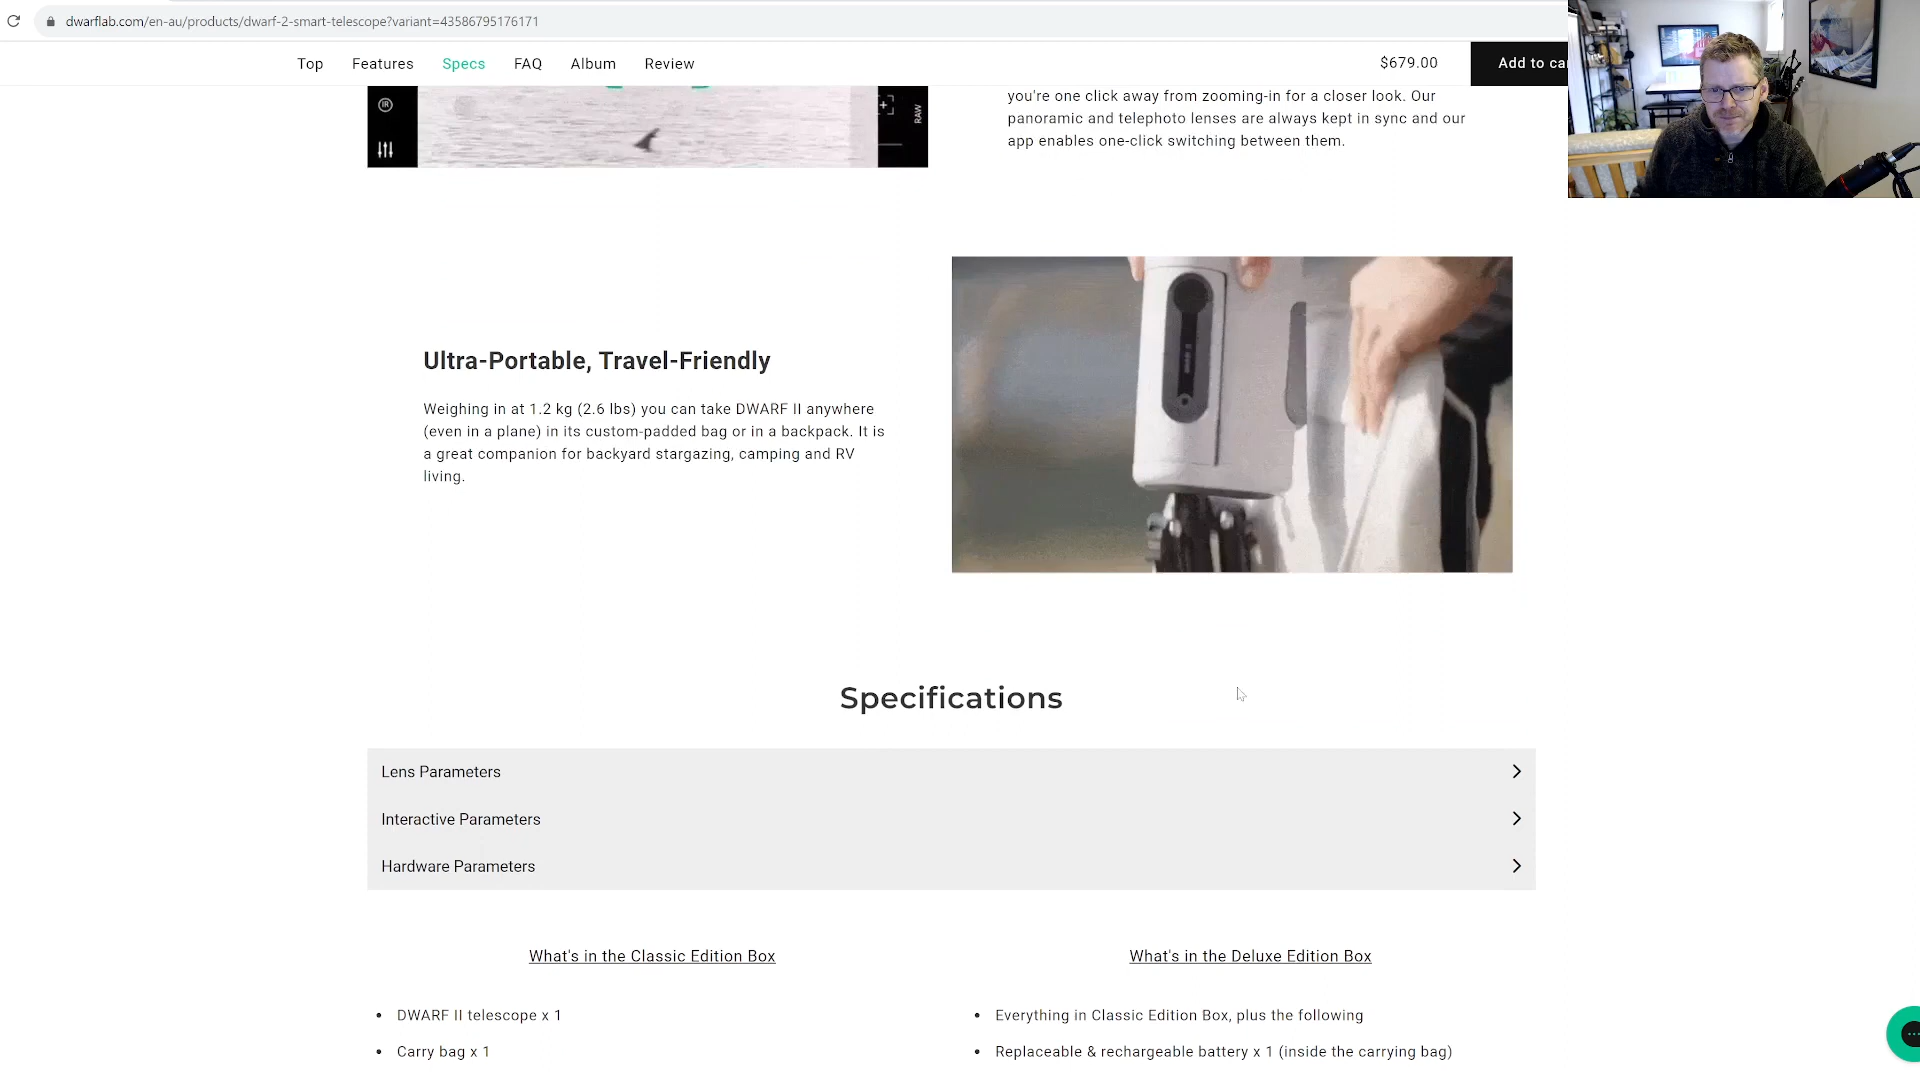 dwarflab.com/en-au/products/dwarf-2-smart-telescope?variant=43586795176171
Top Features Specs FAQ Album Review $679.00 Add to ca
IR
RAW
you're one click away from zooming-in for a closer look. Our
panoramic and telephoto lenses are always kept in sync and our
app enables one-click switching between them.
Ultra-Portable, Travel-Friendly
Weighing in at 1.2 kg (2.6 lbs) you can take DWARF II anywhere
(even in a plane) in its custom-padded bag or in a backpack. It is
a great companion for backyard stargazing, camping and RV
living.
Specifications
Lens Parameters
Interactive Parameters
Hardware Parameters
What's in the Classic Edition Box
• DWARF II telescope x 1
• Carry bag x 1
What's in the Deluxe Edition Box
• Everything in Classic Edition Box, plus the following
• Replaceable & rechargeable battery x 1 (inside the carrying bag)